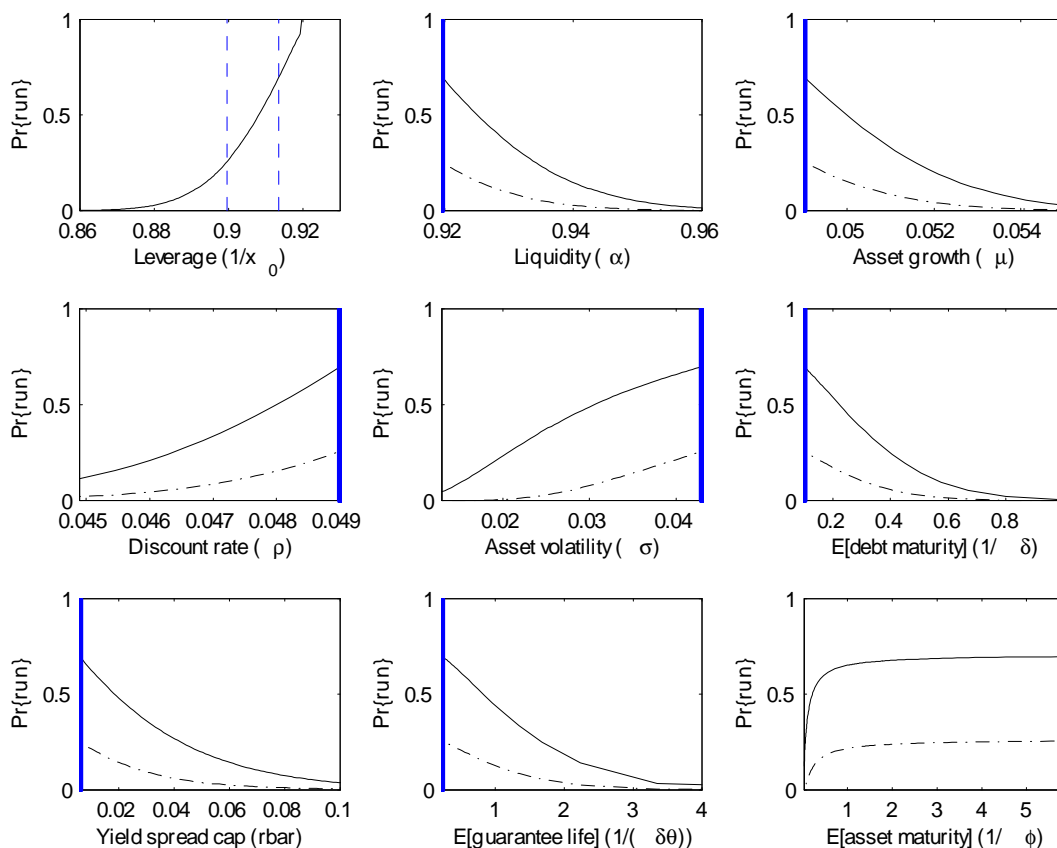 1
0.5
0
Pr{run}
0.86 0.88 0.9 0.92
Leverage (1/x 0)
1
0.5
0
Pr{run}
0.92 0.94 0.96
Liquidity ( α)
1
0.5
0
Pr{run}
0.05 0.052 0.054
Asset growth ( μ)
1
0.5
0
Pr{run}
0.045 0.046 0.047 0.048 0.049
Discount rate ( ρ)
1
0.5
0
Pr{run}
0.02 0.03 0.04
Asset volatility ( σ)
1
0.5
0
Pr{run}
0.2 0.4 0.6 0.8
E[debt maturity] (1/ δ)
1
0.5
0
Pr{run}
0.02 0.04 0.06 0.08 0.1
Yield spread cap (rbar)
1
0.5
0
Pr{run}
1 2 3 4
E[guarantee life] (1/( δθ))
1
0.5
0
Pr{run}
1 2 3 4 5
E[asset maturity] (1/ ϕ)